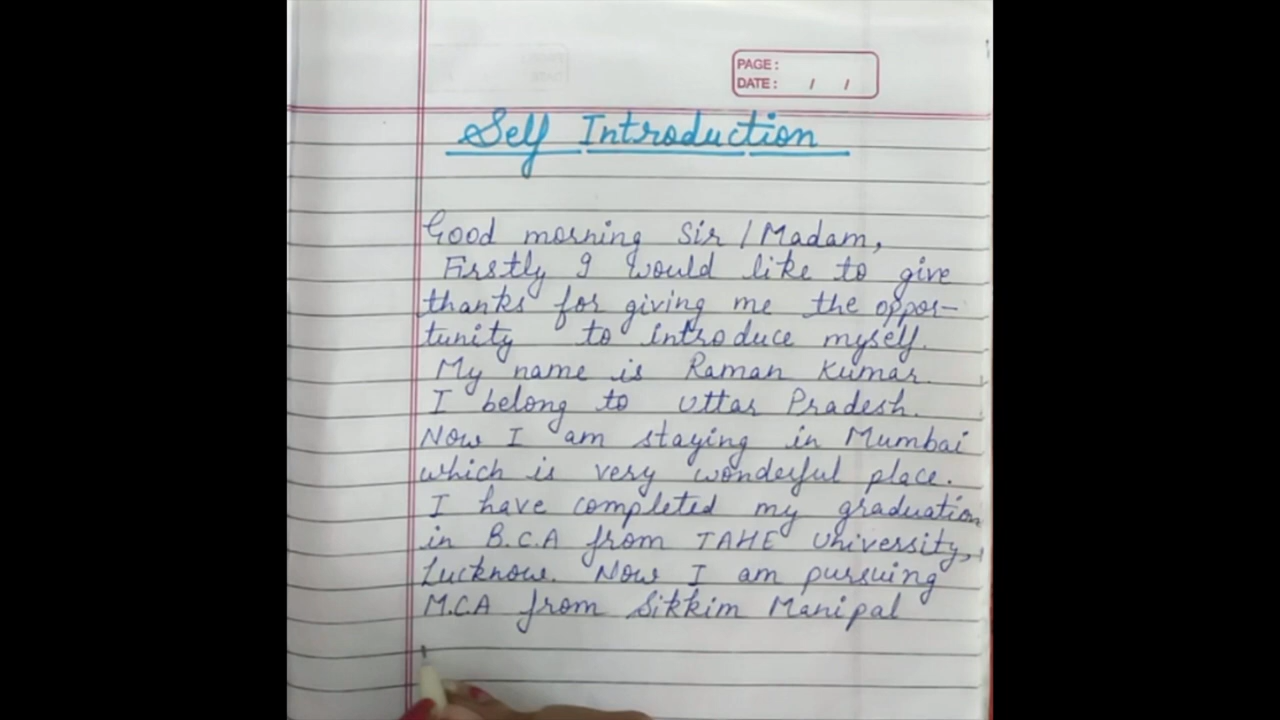 PAGE :
DATE : / /
Self Introduction
Good morning Sir / Madam,
Firstly I would like to give
thanks for giving me the oppor-
tunity to introduce myself.
My name is Raman Kumar.
I belong to Uttar Pradesh.
Now I am staying in Mumbai
which is very wonderful place.
I have completed my graduation
in B.C.A from IAHE University,
Lucknow. Now I am pursuing
M.C.A from Sikkim Manipal